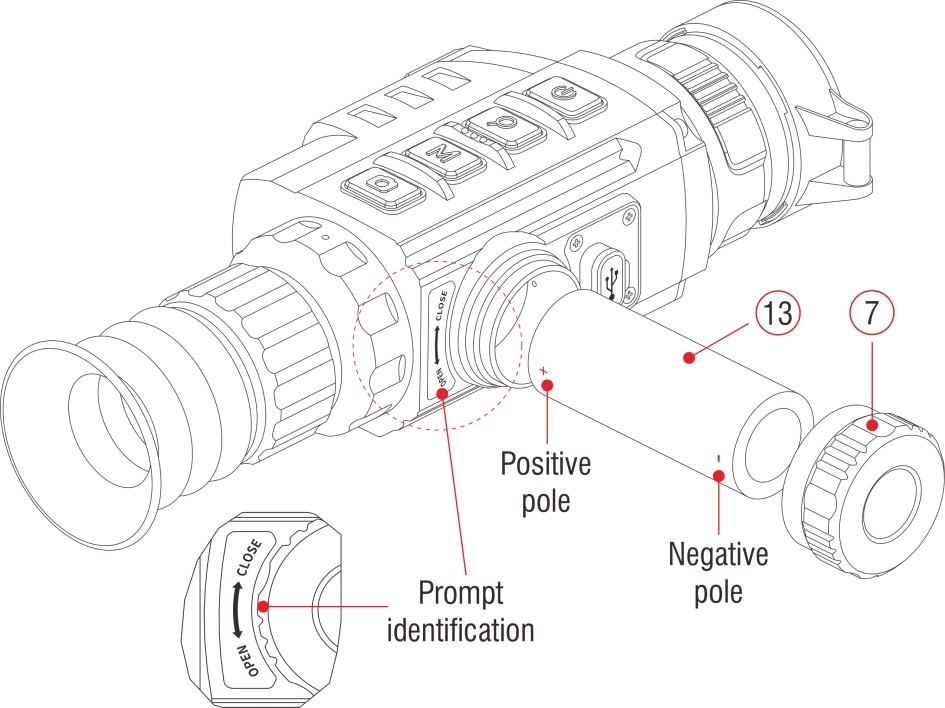 M
CLOSE
OPEN
+
-
13
7
Positive
pole
Negative
pole
Prompt
identification
CLOSE
OPEN